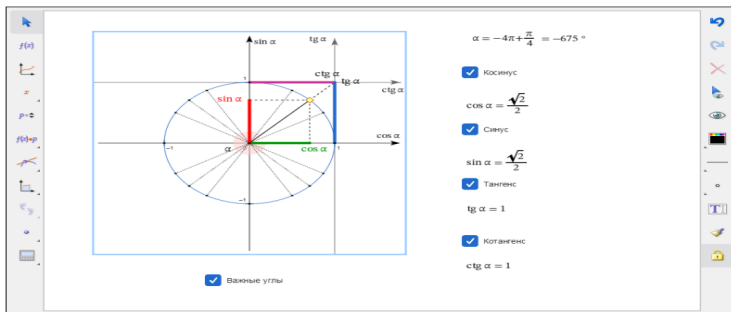 f(x)
x
p=
f(x)=p
T
sin α
tg α
1
ctg α
tg α
ctg α
sin α
cos α
-1
α
cos α
1
-1
Важные углы
α = −4π + π/4 = −675 °
Косинус
cos α = √2/2
Синус
sin α = √2/2
Тангенс
tg α = 1
Котангенс
ctg α = 1